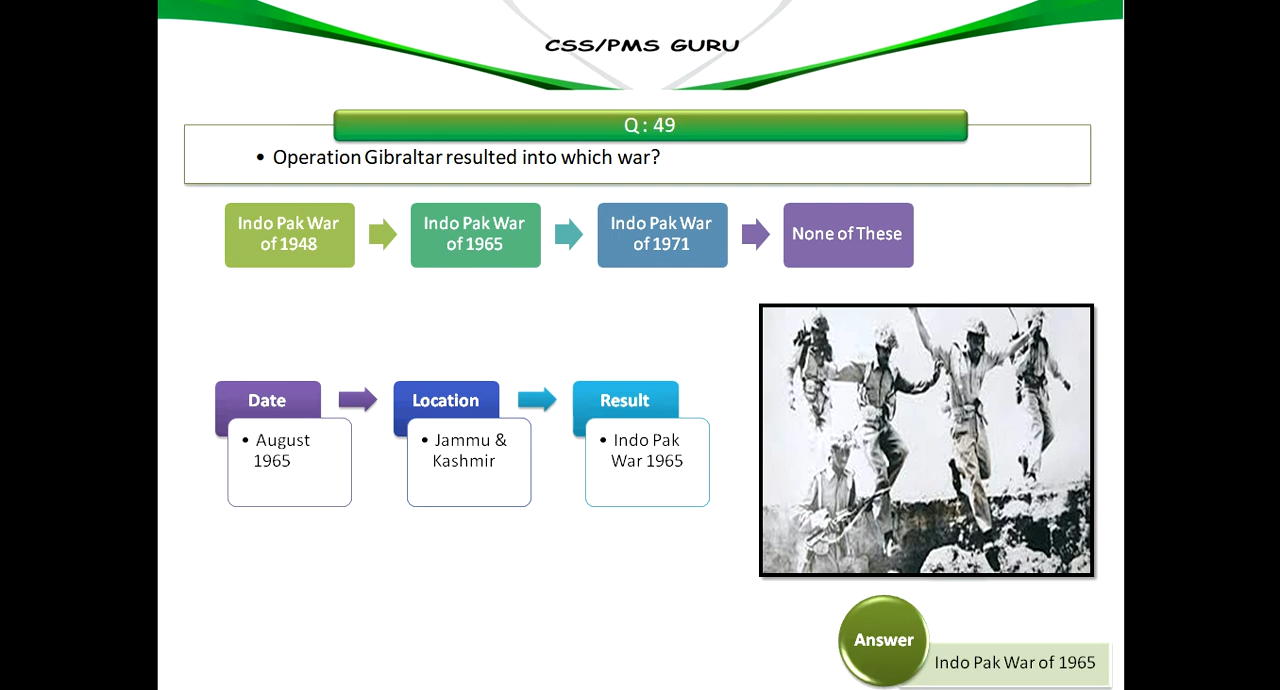 CSS/PMS GURU
Q : 49
• Operation Gibraltar resulted into which war?
Indo Pak War
of 1948
Indo Pak War
of 1965
Indo Pak War
of 1971
None of These
Date
• August
1965
Location
• Jammu &
Kashmir
Result
• Indo Pak
War 1965
Answer
Indo Pak War of 1965